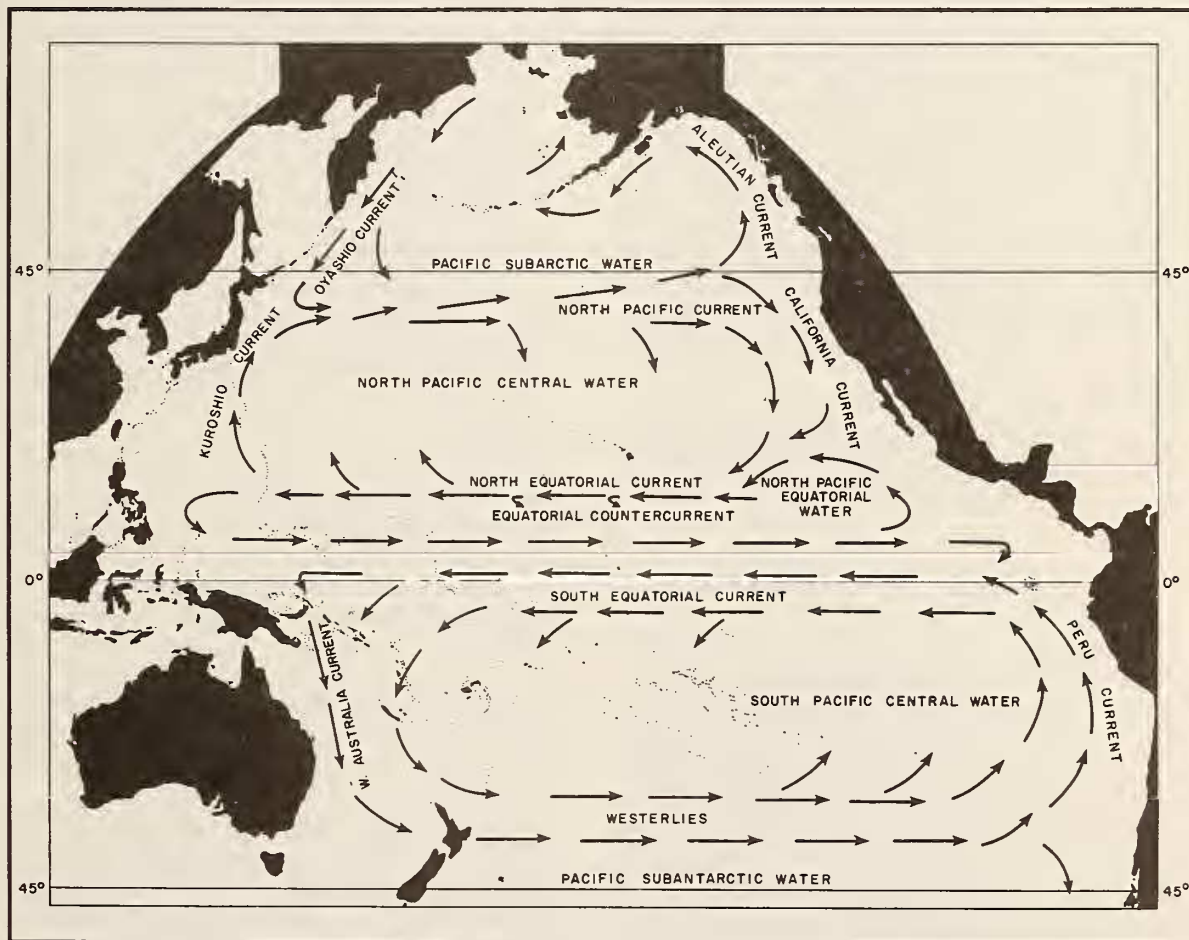 ALEUTIAN CURRENT
OYASHIO CURRENT
45°
PACIFIC SUBARCTIC WATER
45°
NORTH PACIFIC CURRENT
CALIFORNIA CURRENT
KUROSHIO CURRENT
NORTH PACIFIC CENTRAL WATER
NORTH EQUATORIAL CURRENT
NORTH PACIFIC
EQUATORIAL
WATER
EQUATORIAL COUNTERCURRENT
0°
0°
SOUTH EQUATORIAL CURRENT
PERU CURRENT
W. AUSTRALIA CURRENT
SOUTH PACIFIC CENTRAL WATER
WESTERLIES
PACIFIC SUBANTARCTIC WATER
45°
45°